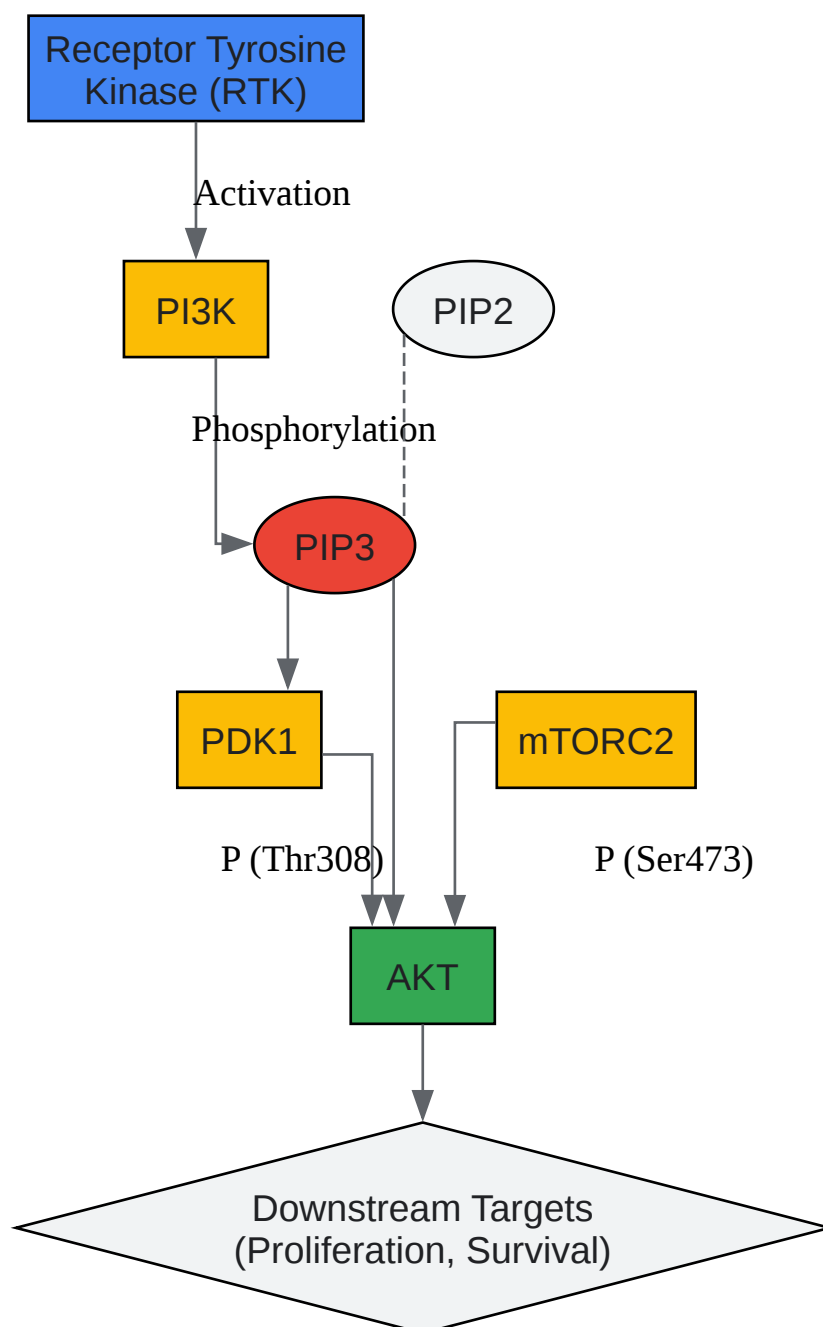 Receptor Tyrosine
Kinase (RTK)
Activation
PI3K
PIP2
Phosphorylation
PIP3
PDK1
mTORC2
P (Thr308)
P (Ser473)
AKT
Downstream Targets
(Proliferation, Survival)